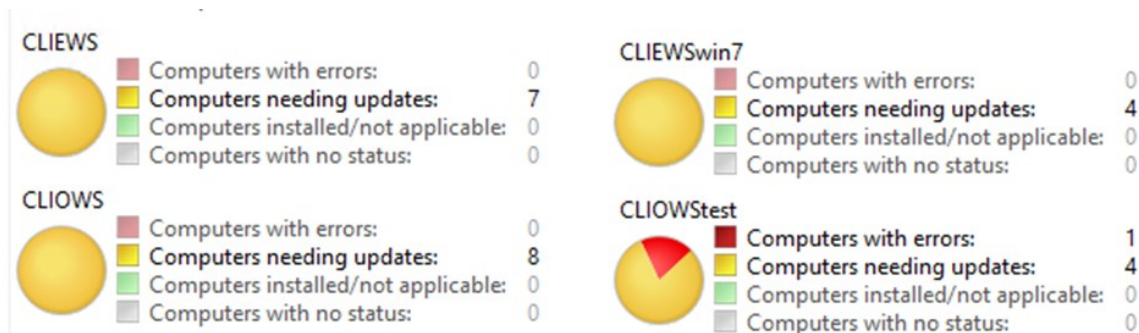 CLIEWS
Computers with errors: 0
Computers needing updates: 7
Computers installed/not applicable: 0
Computers with no status: 0
CLIOWS
Computers with errors: 0
Computers needing updates: 8
Computers installed/not applicable: 0
Computers with no status: 0
CLIEWSwin7
Computers with errors: 0
Computers needing updates: 4
Computers installed/not applicable: 0
Computers with no status: 0
CLIOWStest
Computers with errors: 1
Computers needing updates: 4
Computers installed/not applicable: 0
Computers with no status: 0